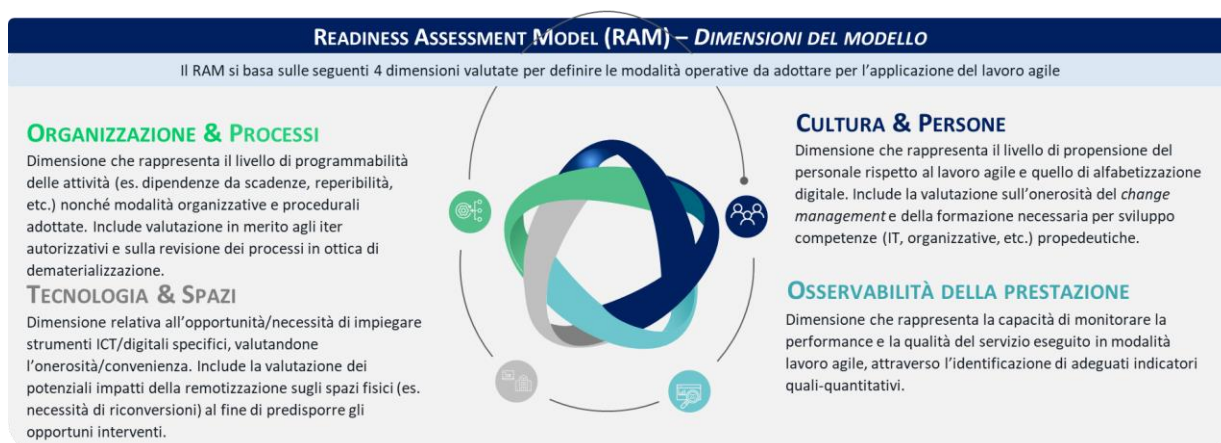 READINESS ASSESSMENT MODEL (RAM) – DIMENSIONI DEL MODELLO
Il RAM si basa sulle seguenti 4 dimensioni valutate per definire le modalità operative da adottare per l'applicazione del lavoro agile
ORGANIZZAZIONE & PROCESSI
Dimensione che rappresenta il livello di programmabilità
delle attività (es. dipendenze da scadenze, reperibilità,
etc.) nonché modalità organizzative e procedurali
adottate. Include valutazione in merito agli iter
autorizzativi e sulla revisione dei processi in ottica di
dematerializzazione.
TECNOLOGIA & SPAZI
Dimensione relativa all'opportunità/necessità di impiegare
strumenti ICT/digitali specifici, valutandone
l'onerosità/convenienza. Include la valutazione dei
potenziali impatti della remotizzazione sugli spazi fisici (es.
necessità di riconversioni) al fine di predisporre gli
opportuni interventi.
CULTURA & PERSONE
Dimensione che rappresenta il livello di propensione del
personale rispetto al lavoro agile e quello di alfabetizzazione
digitale. Include la valutazione sull'onerosità del change
management e della formazione necessaria per sviluppo
competenze (IT, organizzative, etc.) propedeutiche.
OSSERVABILITÀ DELLA PRESTAZIONE
Dimensione che rappresenta la capacità di monitorare la
performance e la qualità del servizio eseguito in modalità
lavoro agile, attraverso l'identificazione di adeguati indicatori
quali-quantitativi.